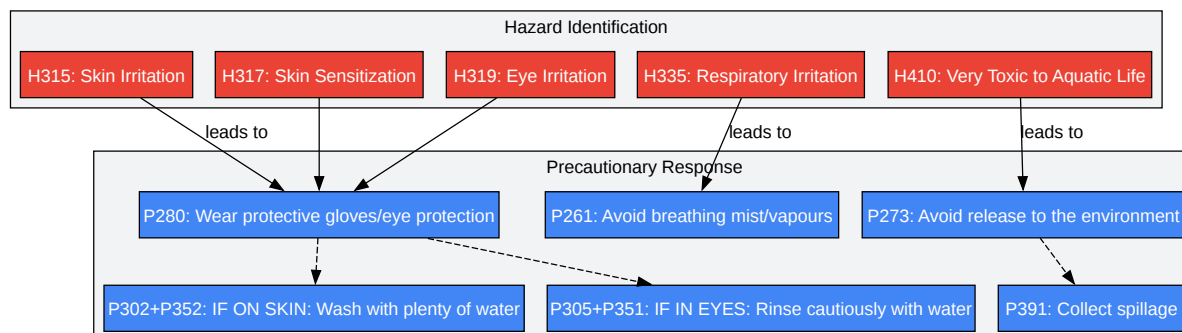 Hazard Identification
H315: Skin Irritation
H317: Skin Sensitization
H319: Eye Irritation
H335: Respiratory Irritation
H410: Very Toxic to Aquatic Life
leads to
leads to
leads to
Precautionary Response
P280: Wear protective gloves/eye protection
P261: Avoid breathing mist/vapours
P273: Avoid release to the environment
P302+P352: IF ON SKIN: Wash with plenty of water
P305+P351: IF IN EYES: Rinse cautiously with water
P391: Collect spillage